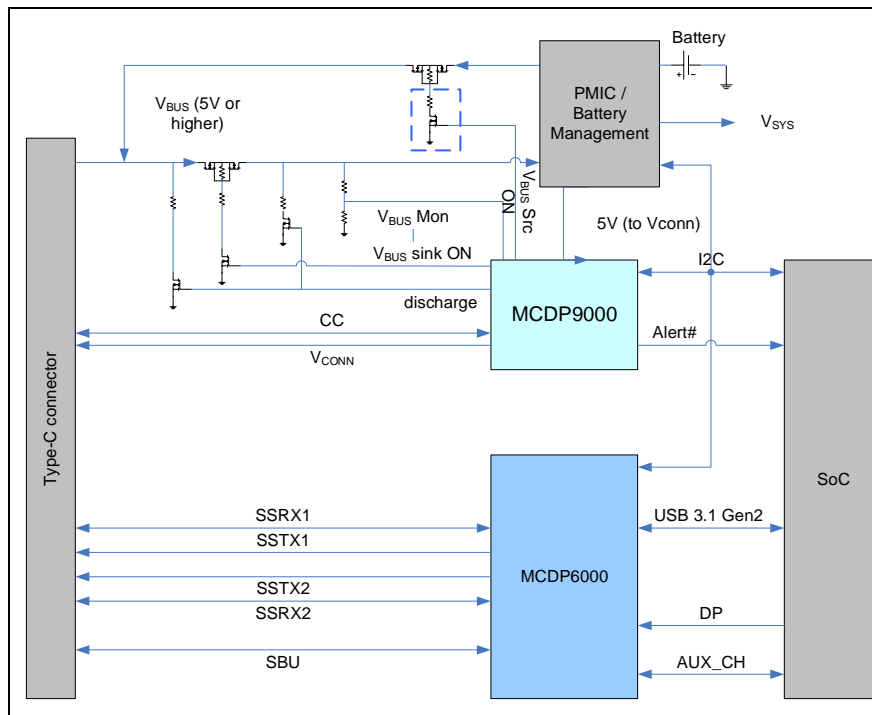 Battery
PMIC /
Battery
Management
VBUS (5V or
higher)
VSYS
VBUS Src
ON
VBUS Mon
VBUS sink ON
5V (to Vconn)
I2C
discharge
MCDP9000
CC
VCONN
Alert#
Type-C connector
SoC
SSRX1
SSTX1
SSTX2
SSRX2
SBU
MCDP6000
USB 3.1 Gen2
DP
AUX_CH
+
-